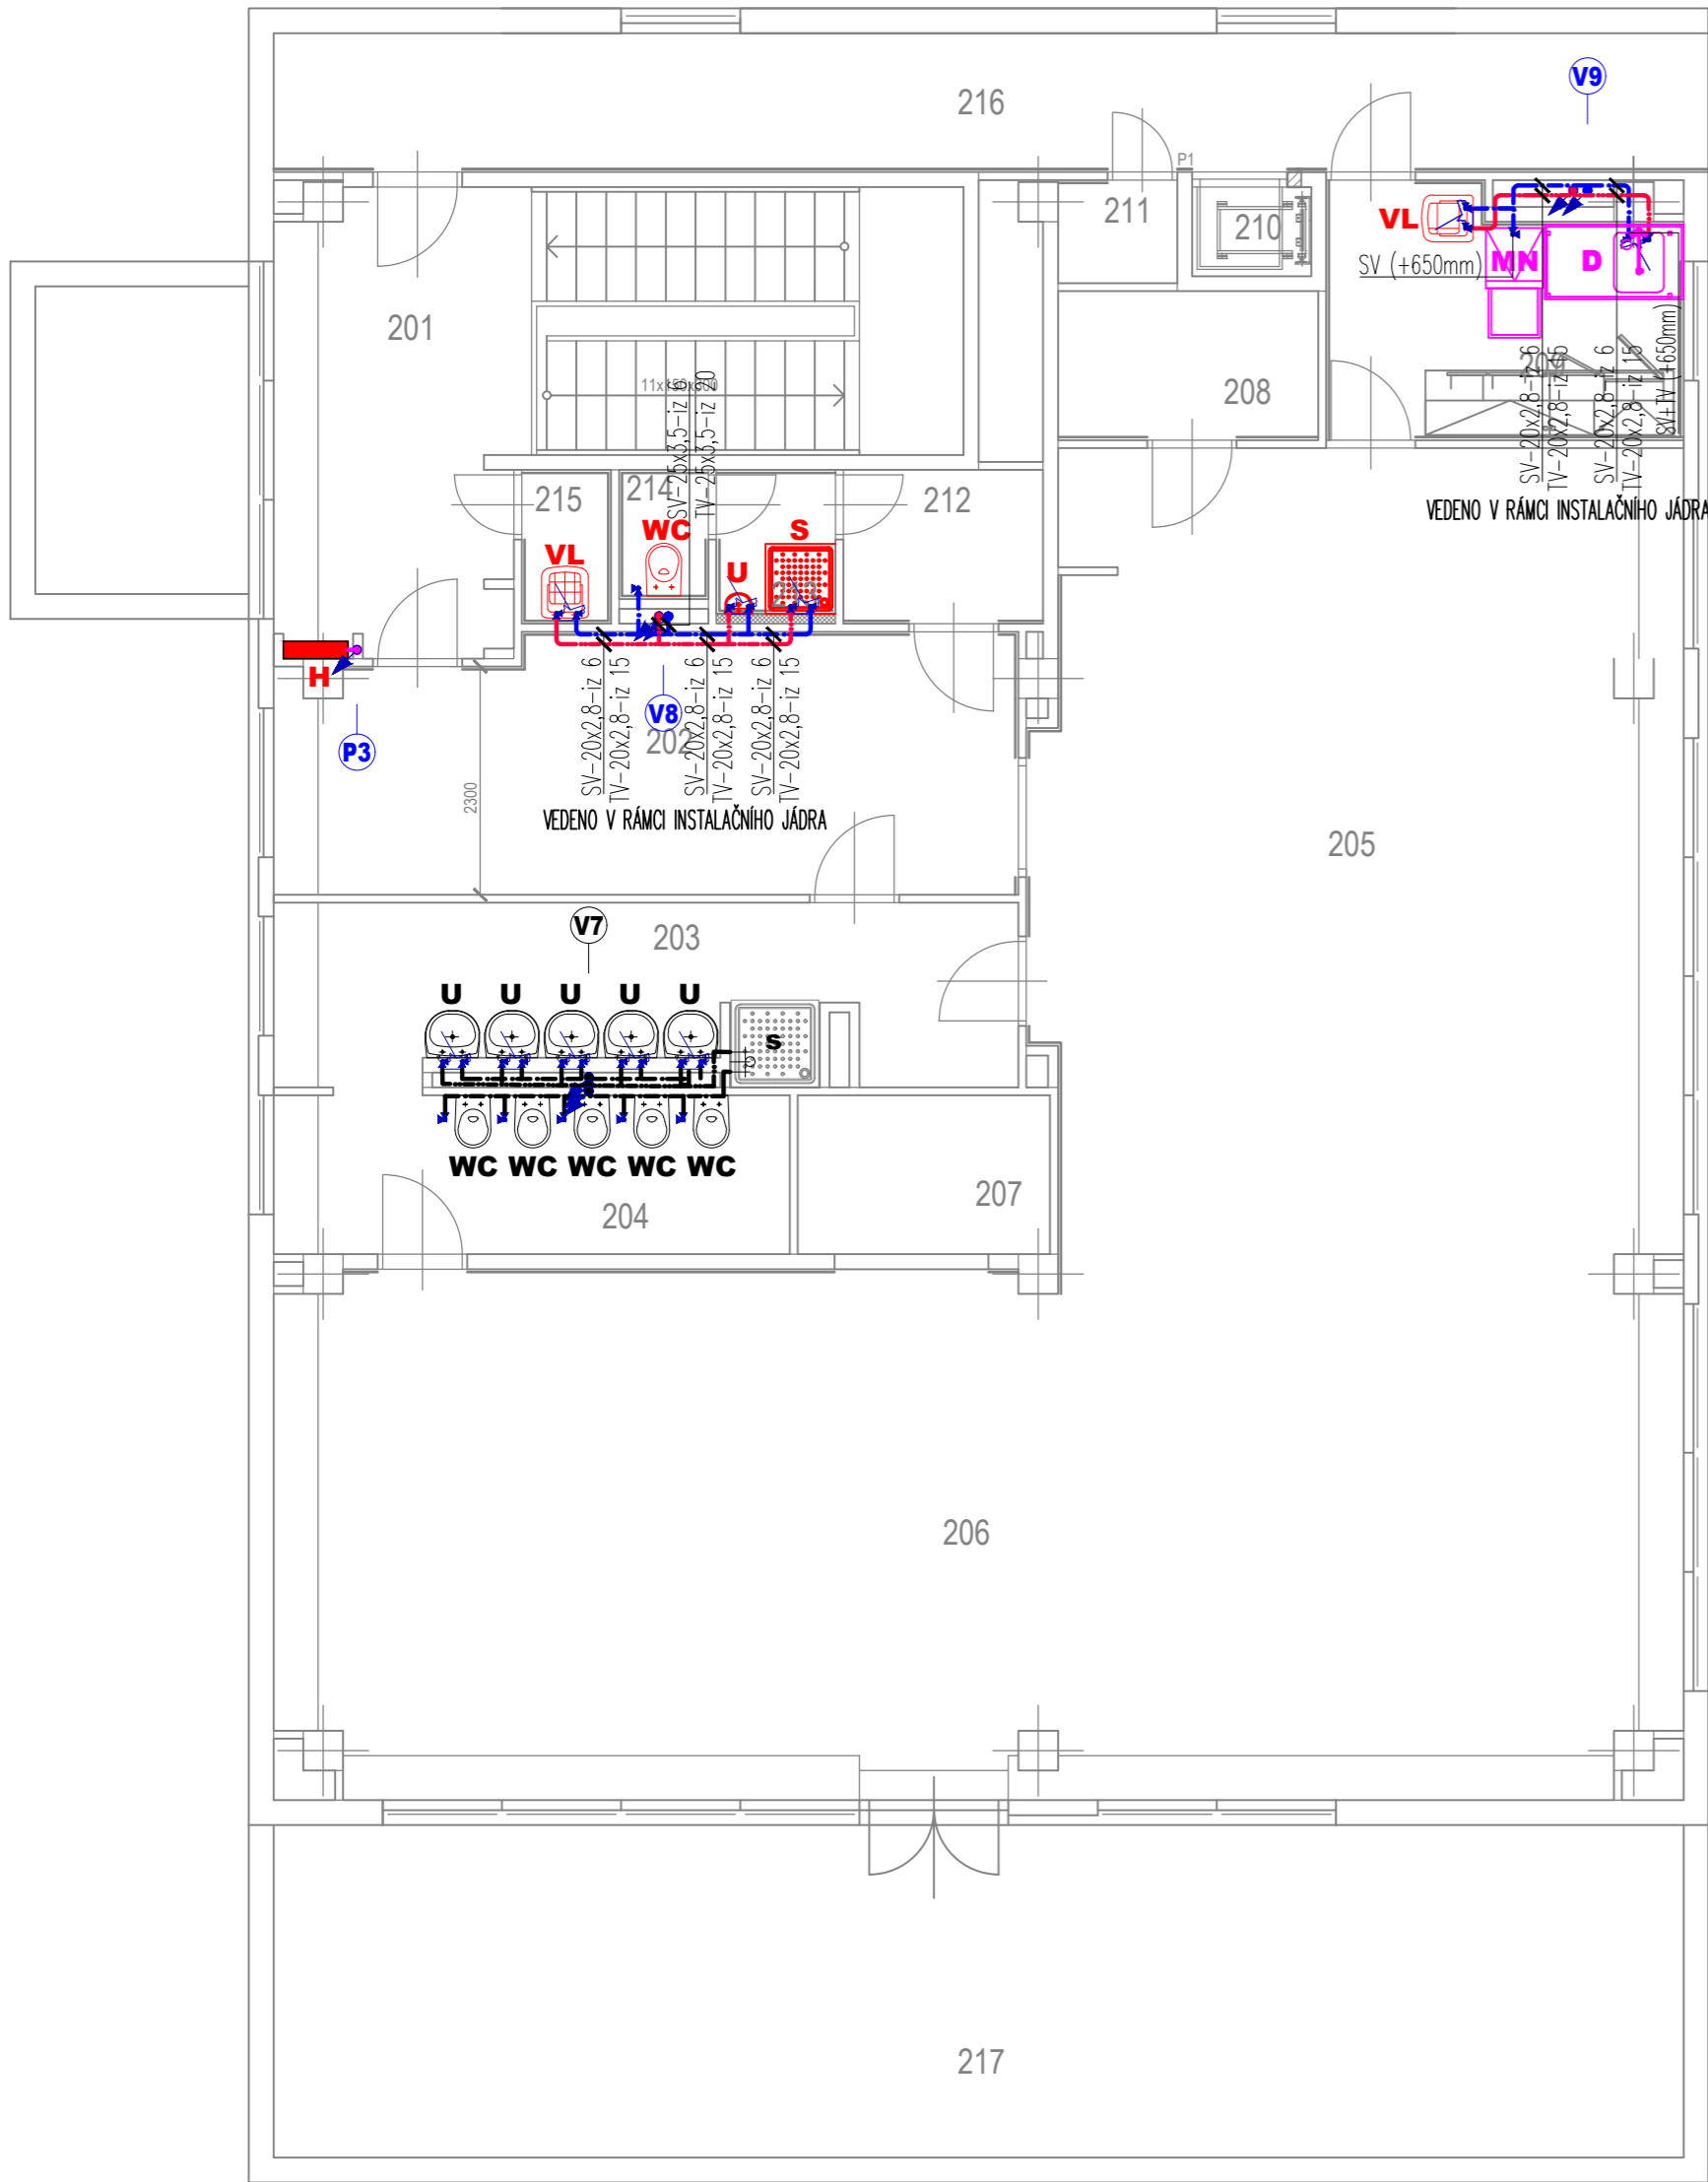 V9
216
P1
211
210
VL
SV (+650mm)
MN
D
201
11x159x300
208
209
SV-25x3,5-iz 6
TV-25x3,5-iz 20
SV-20x2,8-iz 6
TV-20x2,8-iz 15
SV-20x2,8-iz 6
TV-20x2,8-iz 15
SV+TV (+650mm)
VEDENO V RÁMCI INSTALAČNÍHO JÁDRA
215
214
212
WC
S
VL
U
H
V8
P3
202
SV-20x2,8-iz 6
TV-20x2,8-iz 15
SV-20x2,8-iz 6
TV-20x2,8-iz 15
SV-20x2,8-iz 6
TV-20x2,8-iz 15
2300
VEDENO V RÁMCI INSTALAČNÍHO JÁDRA
205
V7
203
U U U U U
S
WC WC WC WC WC
207
204
206
217